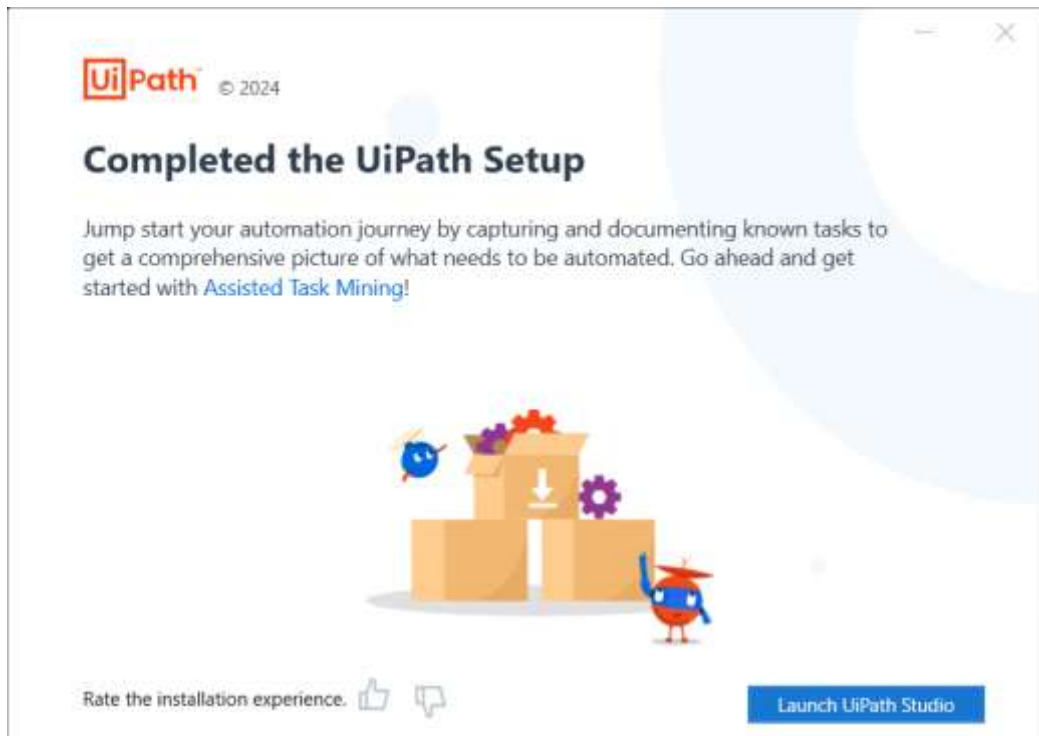 UiPath™ © 2024
Completed the UiPath Setup
Jump start your automation journey by capturing and documenting known tasks to
get a comprehensive picture of what needs to be automated. Go ahead and get
started with Assisted Task Mining!
Rate the installation experience.
Launch UiPath Studio